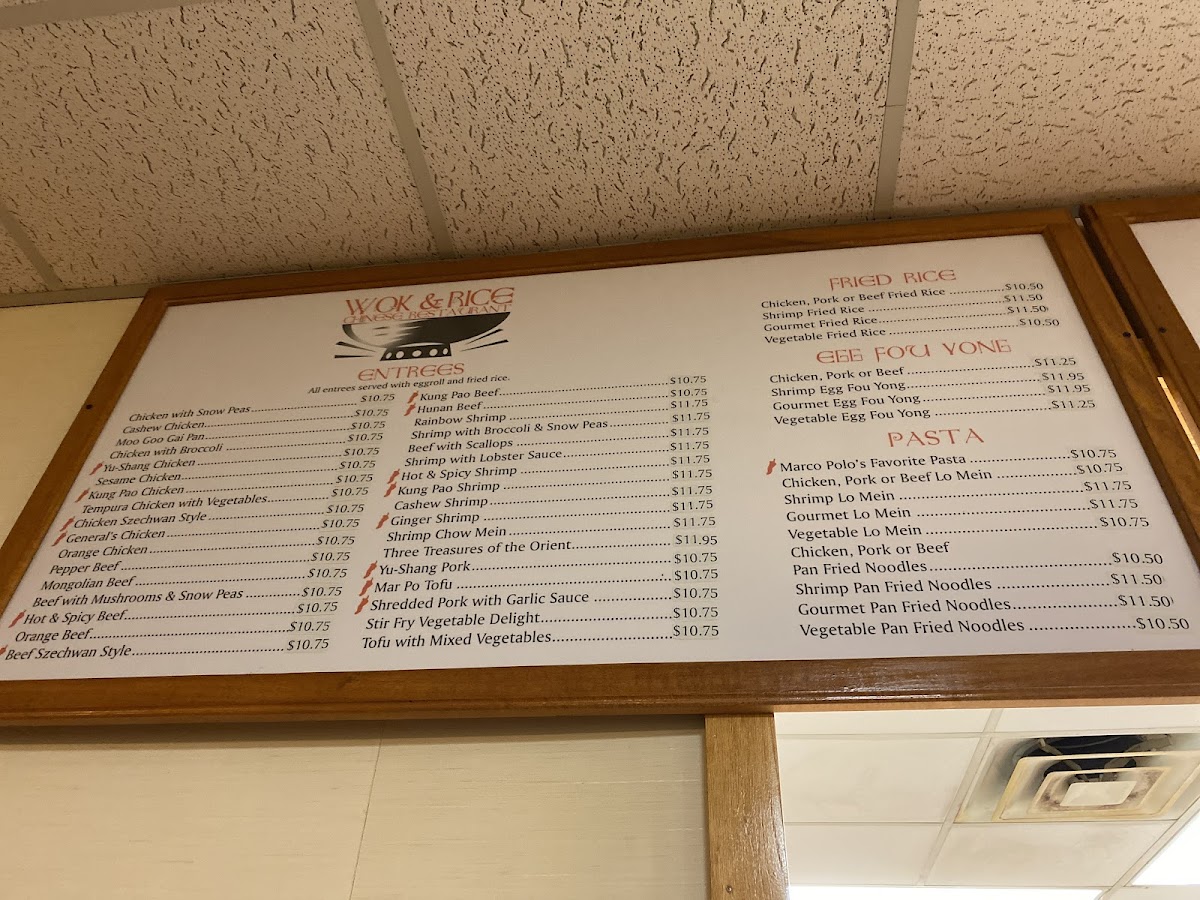 WOK & RICE
CHINESE RESTAURANT
ENTREES
All entrees served with eggroll and fried rice.
Chicken with Snow Peas $10.75
Cashew Chicken $10.75
Moo Goo Gai Pan $10.75
Chicken with Broccoli $10.75
Yu-Shang Chicken $10.75
Sesame Chicken $10.75
Kung Pao Chicken $10.75
Tempura Chicken with Vegetables $10.75
Chicken Szechwan Style $10.75
General's Chicken $10.75
Orange Chicken $10.75
Pepper Beef $10.75
Mongolian Beef $10.75
Beef with Mushrooms & Snow Peas $10.75
Hot & Spicy Beef $10.75
Orange Beef $10.75
Beef Szechwan Style $10.75
Kung Pao Beef $10.75
Hunan Beef $10.75
Rainbow Shrimp $11.75
Shrimp with Broccoli & Snow Peas $11.75
Beef with Scallops $11.75
Shrimp with Lobster Sauce $11.75
Hot & Spicy Shrimp $11.75
Kung Pao Shrimp $11.75
Cashew Shrimp $11.75
Ginger Shrimp $11.75
Shrimp Chow Mein $11.75
Three Treasures of the Orient $11.95
Yu-Shang Pork $10.75
Mar Po Tofu $10.75
Shredded Pork with Garlic Sauce $10.75
Stir Fry Vegetable Delight $10.75
Tofu with Mixed Vegetables $10.75
FRIED RICE
Chicken, Pork or Beef Fried Rice $10.50
Shrimp Fried Rice $11.50
Gourmet Fried Rice $11.50
Vegetable Fried Rice $10.50
EGG FOU YONG
Chicken, Pork or Beef $11.25
Shrimp Egg Fou Yong $11.95
Gourmet Egg Fou Yong $11.95
Vegetable Egg Fou Yong $11.25
PASTA
Marco Polo's Favorite Pasta $10.75
Chicken, Pork or Beef Lo Mein $10.75
Shrimp Lo Mein $11.75
Gourmet Lo Mein $11.75
Vegetable Lo Mein $10.75
Chicken, Pork or Beef
Pan Fried Noodles $10.50
Shrimp Pan Fried Noodles $11.50
Gourmet Pan Fried Noodles $11.50
Vegetable Pan Fried Noodles $10.50